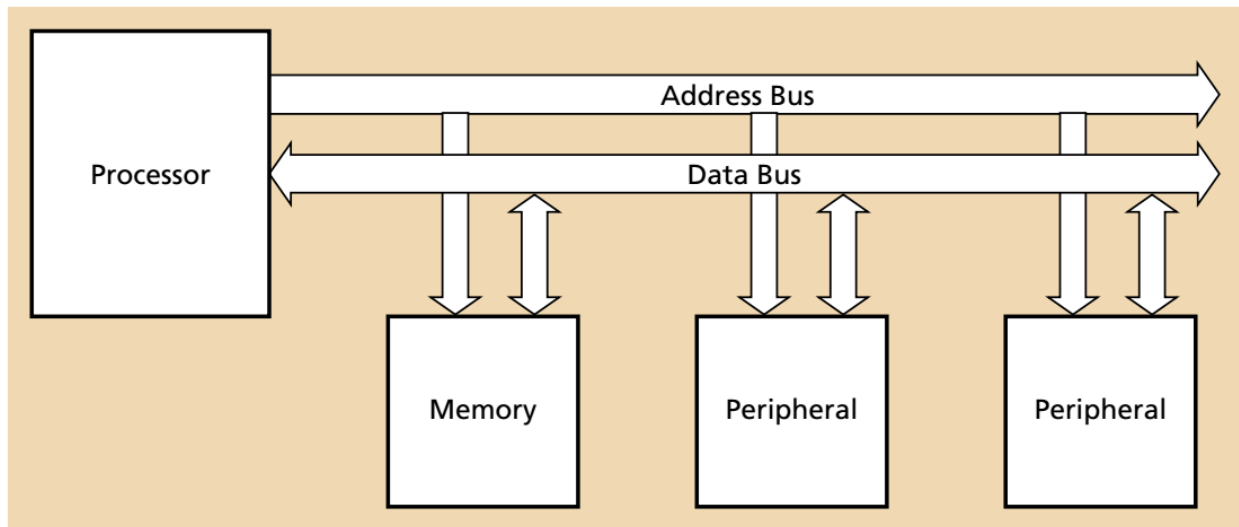 Address Bus
Processor
Data Bus
Memory
Peripheral
Peripheral